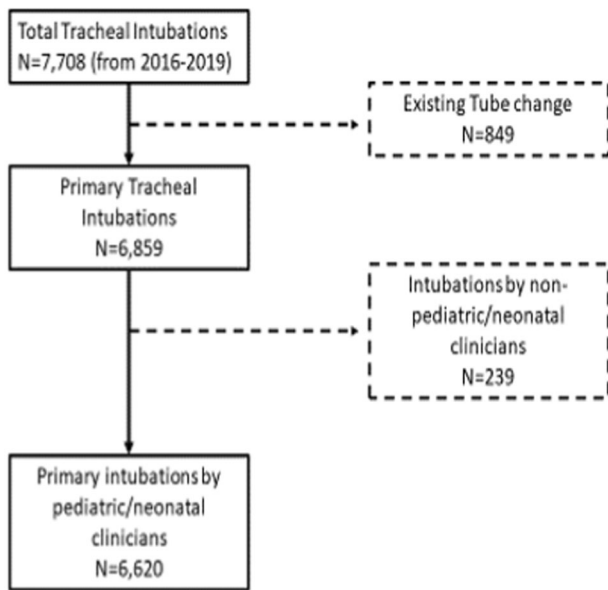 Total Tracheal Intubations
N=7,708 (from 2016-2019)
Existing Tube change
N=849
Primary Tracheal
Intubations
N=6,859
Intubations by non-
pediatric/neonatal
clinicians
N=239
Primary intubations by
pediatric/neonatal
clinicians
N=6,620